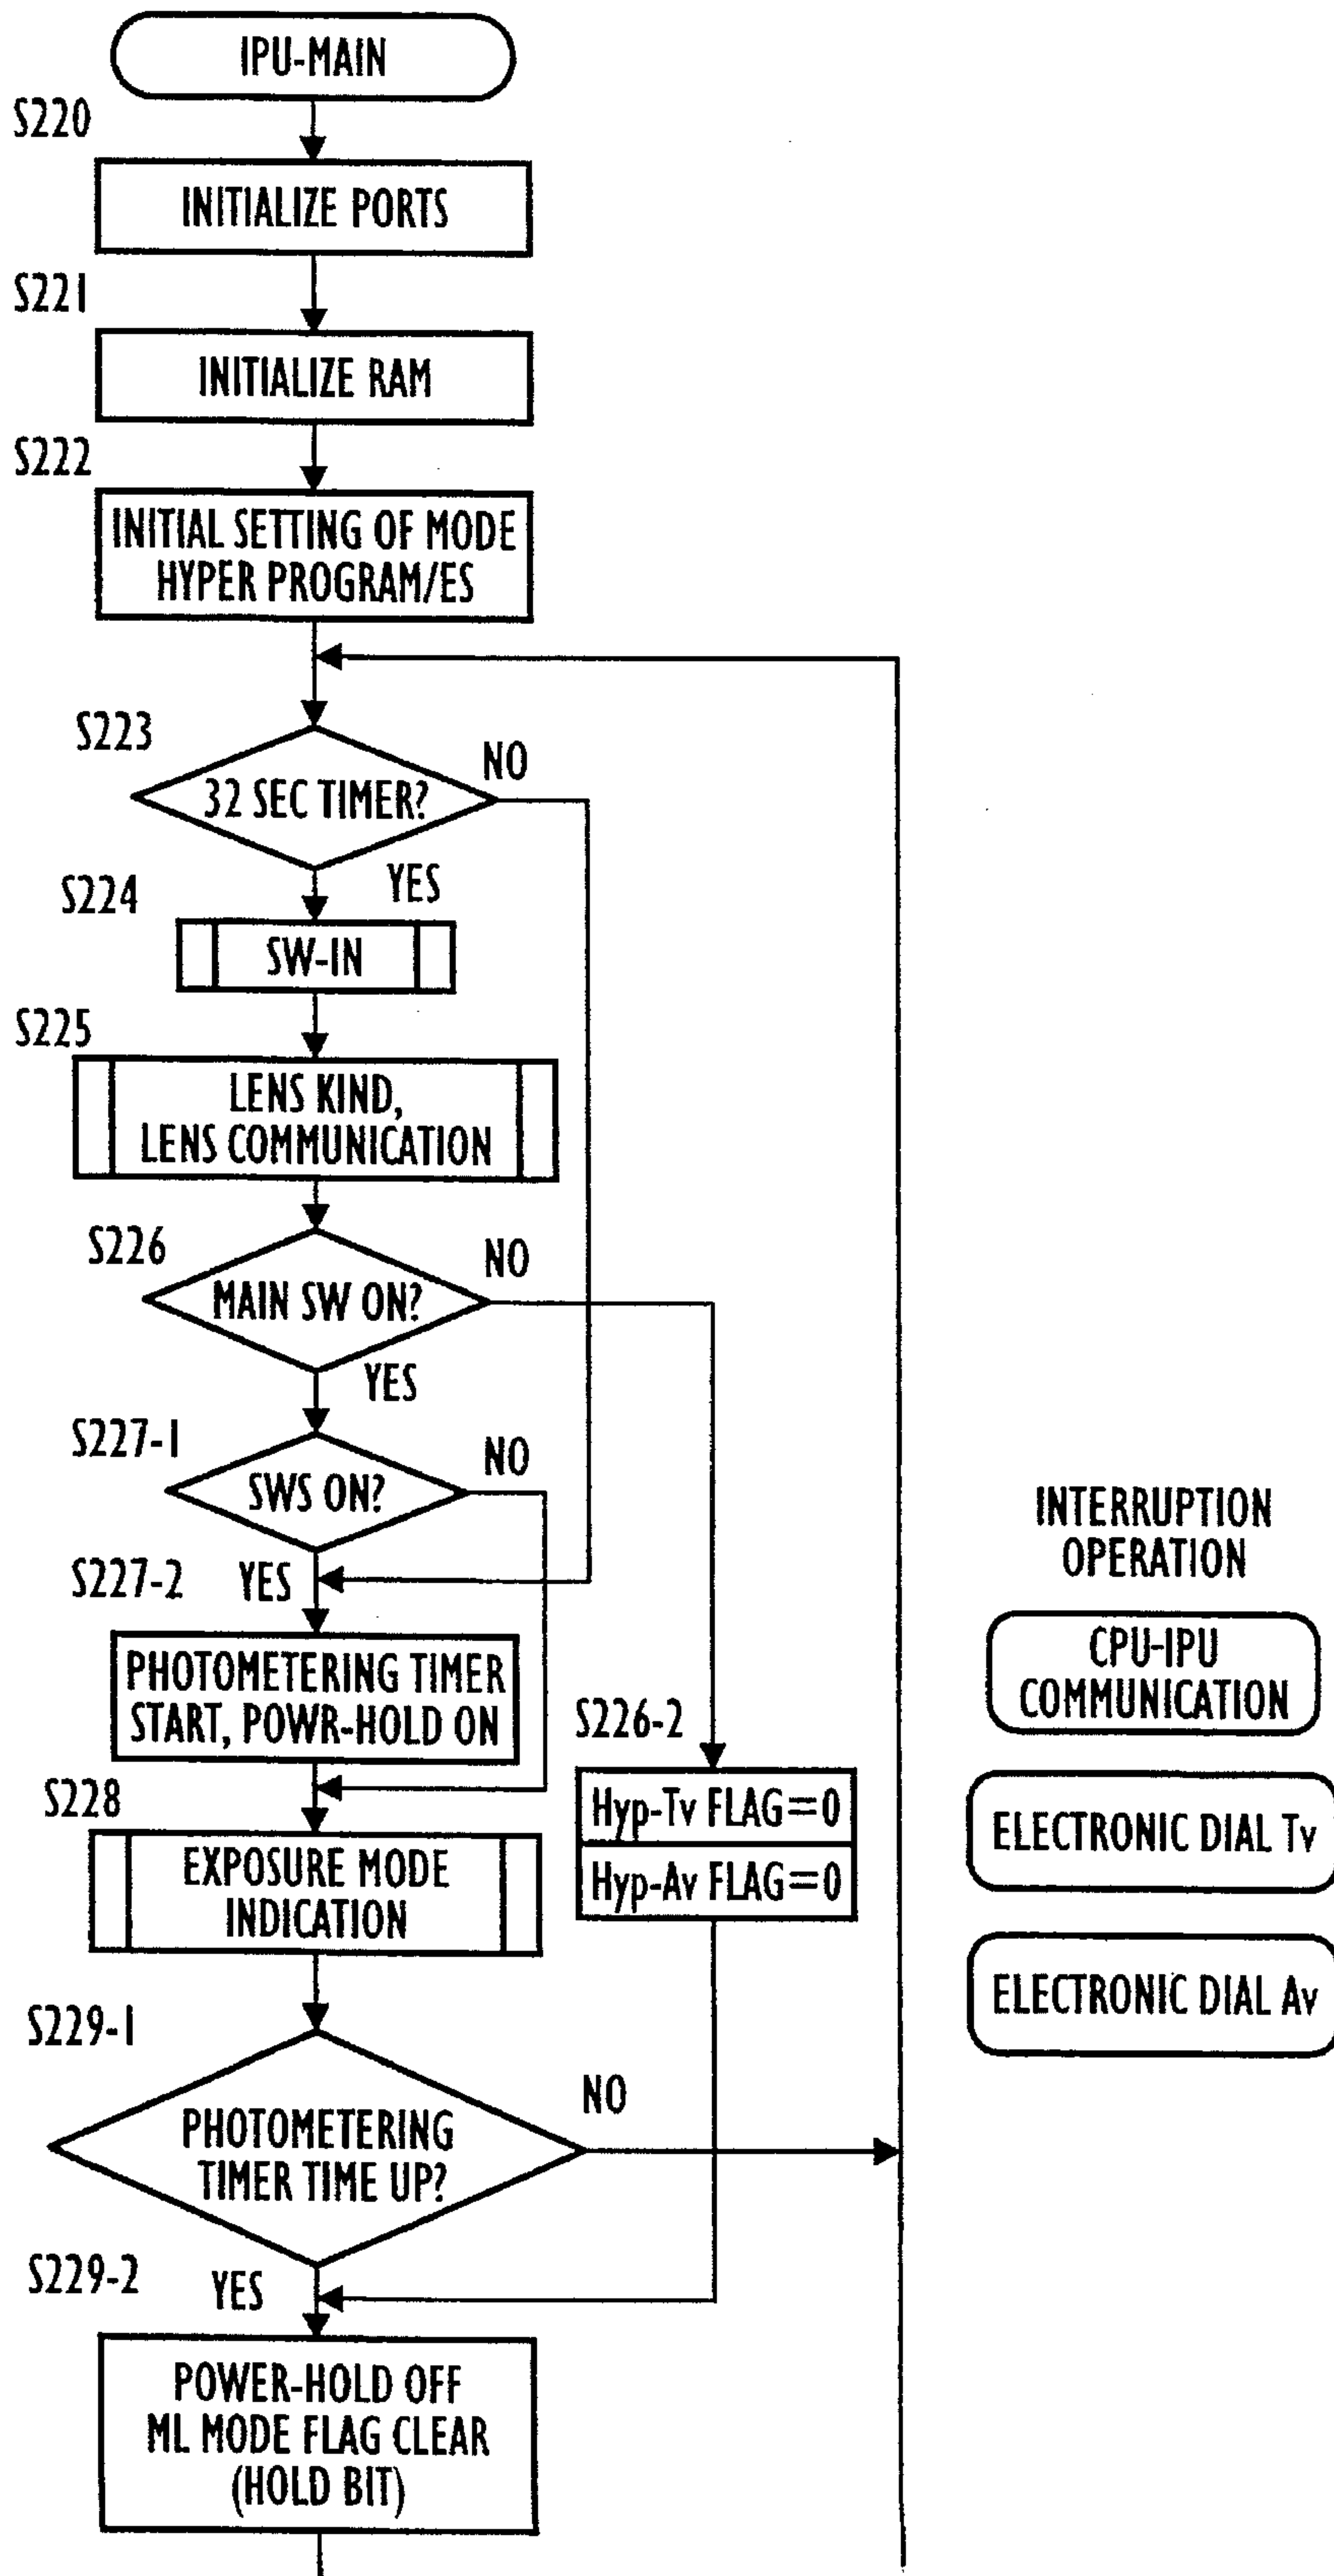 IPU-MAIN
S220
INITIALIZE PORTS
S221
INITIALIZE RAM
S222
INITIAL SETTING OF MODE
HYPER PROGRAM/ES
S223
32 SEC TIMER?
NO
YES
S224
SW-IN
S225
LENS KIND,
LENS COMMUNICATION
S226
MAIN SW ON?
NO
YES
S227-1
SWS ON?
NO
S227-2
YES
PHOTOMETERING TIMER
START, POWR-HOLD ON
S226-2
Hyp-Tv FLAG=0
Hyp-Av FLAG=0
S228
EXPOSURE MODE
INDICATION
S229-1
PHOTOMETERING
TIMER TIME UP?
NO
S229-2
YES
POWER-HOLD OFF
ML MODE FLAG CLEAR
(HOLD BIT)
INTERRUPTION
OPERATION
CPU-IPU
COMMUNICATION
ELECTRONIC DIAL Tv
ELECTRONIC DIAL Av